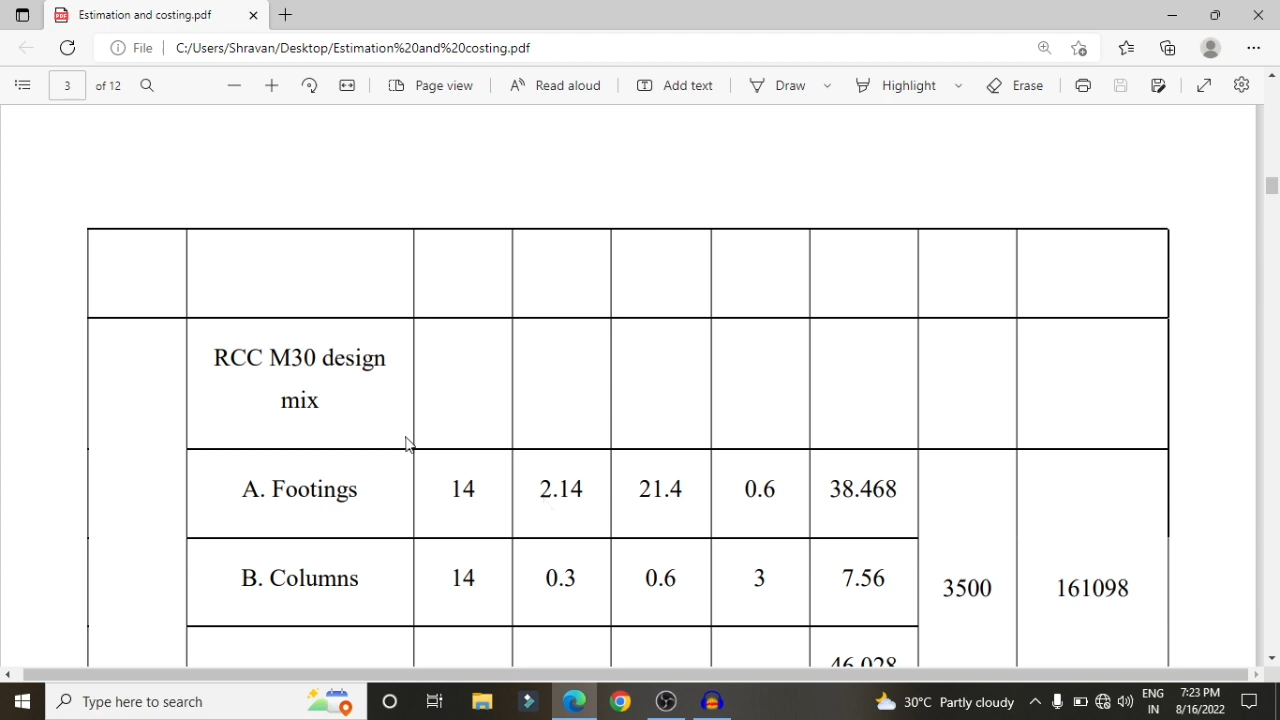 Estimation and costing.pdf
File
C:/Users/Shravan/Desktop/Estimation%20and%20costing.pdf
3 of 12
Page view
Read aloud
Add text
Draw
Highlight
Erase
RCC M30 design
mix
A. Footings 14 2.14 21.4 0.6 38.468
B. Columns 14 0.3 0.6 3 7.56
3500 161098
46.028
Type here to search
30°C Partly cloudy
ENG
IN
7:23 PM
8/16/2022